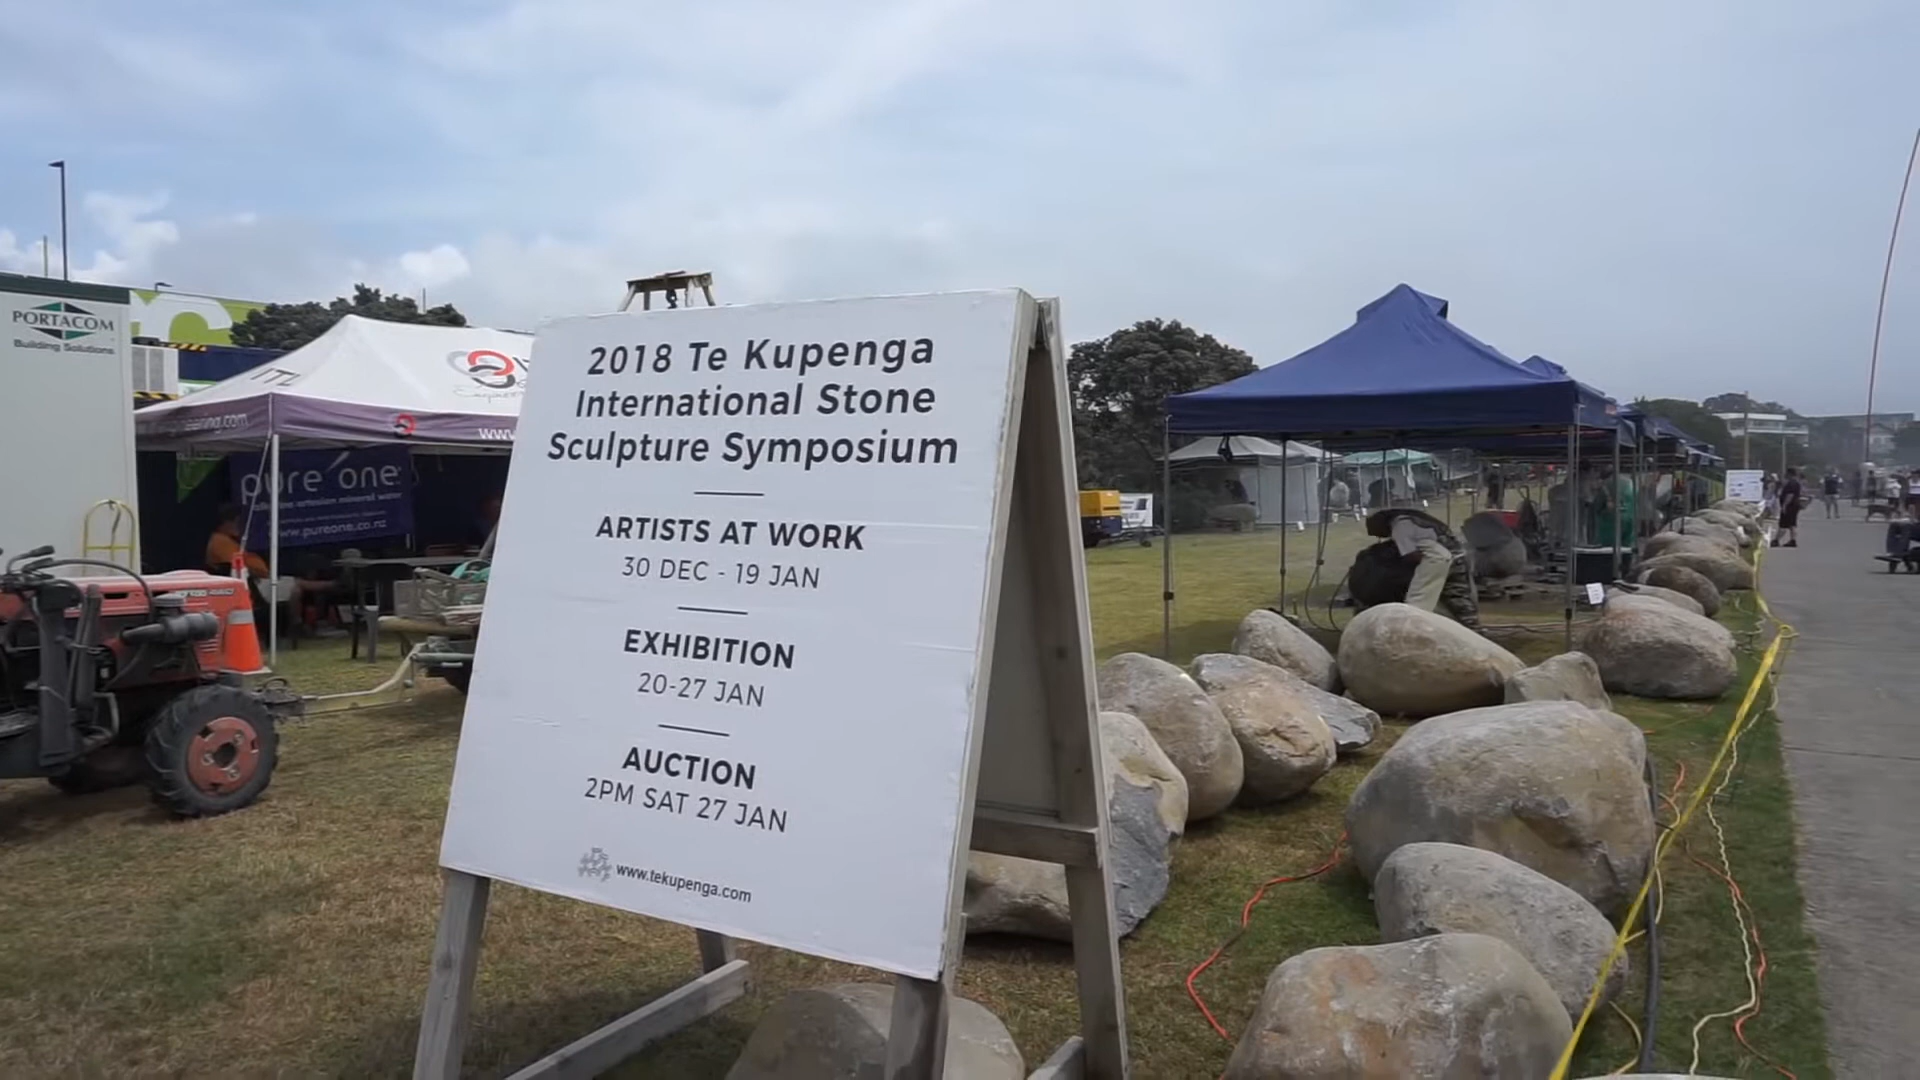 2018 Te Kupenga
International Stone
Sculpture Symposium
ARTISTS AT WORK
30 DEC - 19 JAN
EXHIBITION
20-27 JAN
AUCTION
2PM SAT 27 JAN
www.tekupenga.com
PORTACOM
Building Solutions
pure one
www.pureone.co.nz